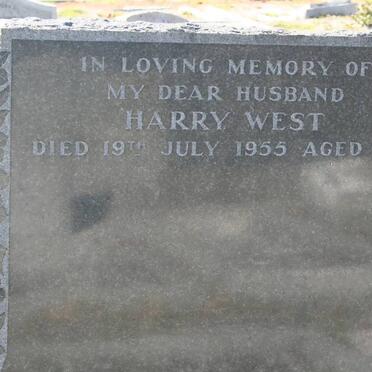 IN LOVING MEMORY OF
MY DEAR HUSBAND
HARRY WEST
DIED 19TH JULY 1955 AGED